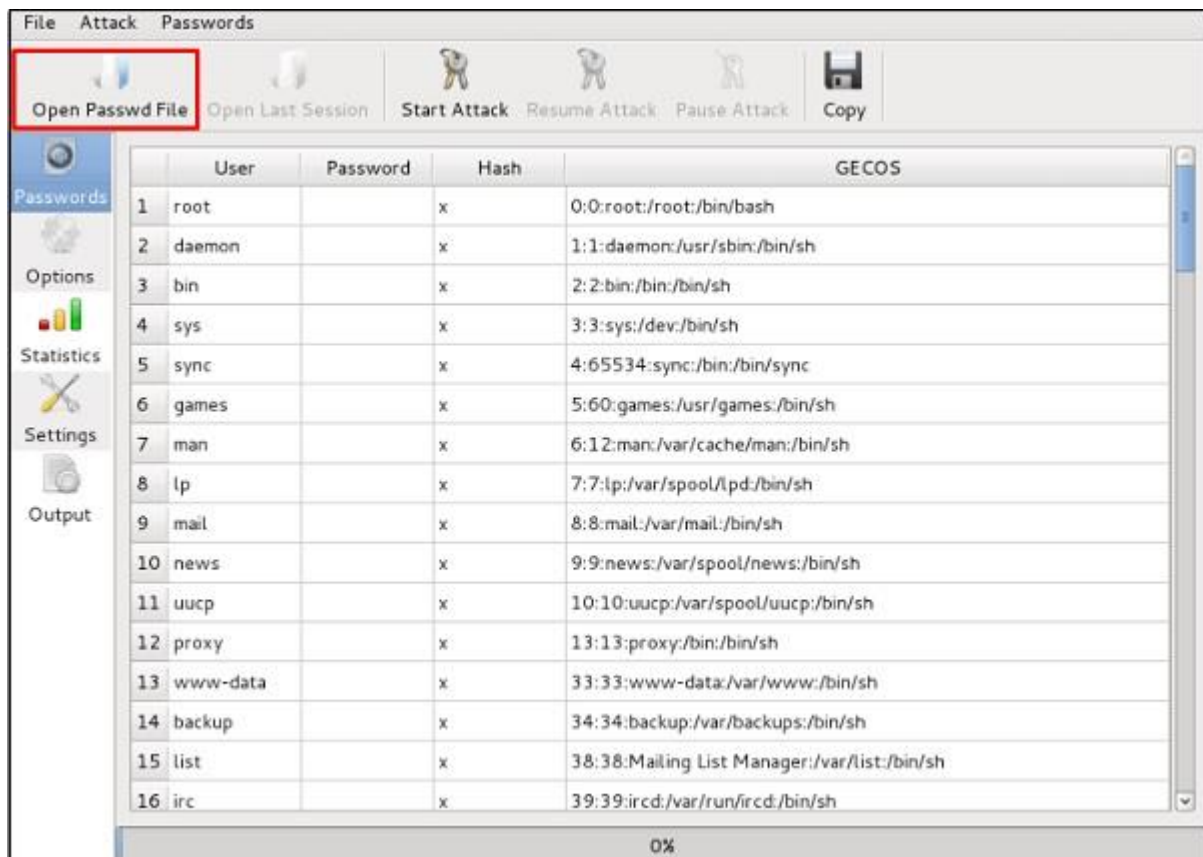 File Attack Passwords
Open Passwd File Open Last Session Start Attack Resume Attack Pause Attack Copy
Passwords
Options
Statistics
Settings
Output
User Password Hash GECOS
1 root x 0:0:root:/root:/bin/bash
2 daemon x 1:1:daemon:/usr/sbin:/bin/sh
3 bin x 2:2:bin:/bin:/bin/sh
4 sys x 3:3:sys:/dev:/bin/sh
5 sync x 4:65534:sync:/bin:/bin/sync
6 games x 5:60:games:/usr/games:/bin/sh
7 man x 6:12:man:/var/cache/man:/bin/sh
8 lp x 7:7:lp:/var/spool/lpd:/bin/sh
9 mail x 8:8:mail:/var/mail:/bin/sh
10 news x 9:9:news:/var/spool/news:/bin/sh
11 uucp x 10:10:uucp:/var/spool/uucp:/bin/sh
12 proxy x 13:13:proxy:/bin:/bin/sh
13 www-data x 33:33:www-data:/var/www:/bin/sh
14 backup x 34:34:backup:/var/backups:/bin/sh
15 list x 38:38:Mailing List Manager:/var/list:/bin/sh
16 irc x 39:39:ircd:/var/run/ircd:/bin/sh
0%